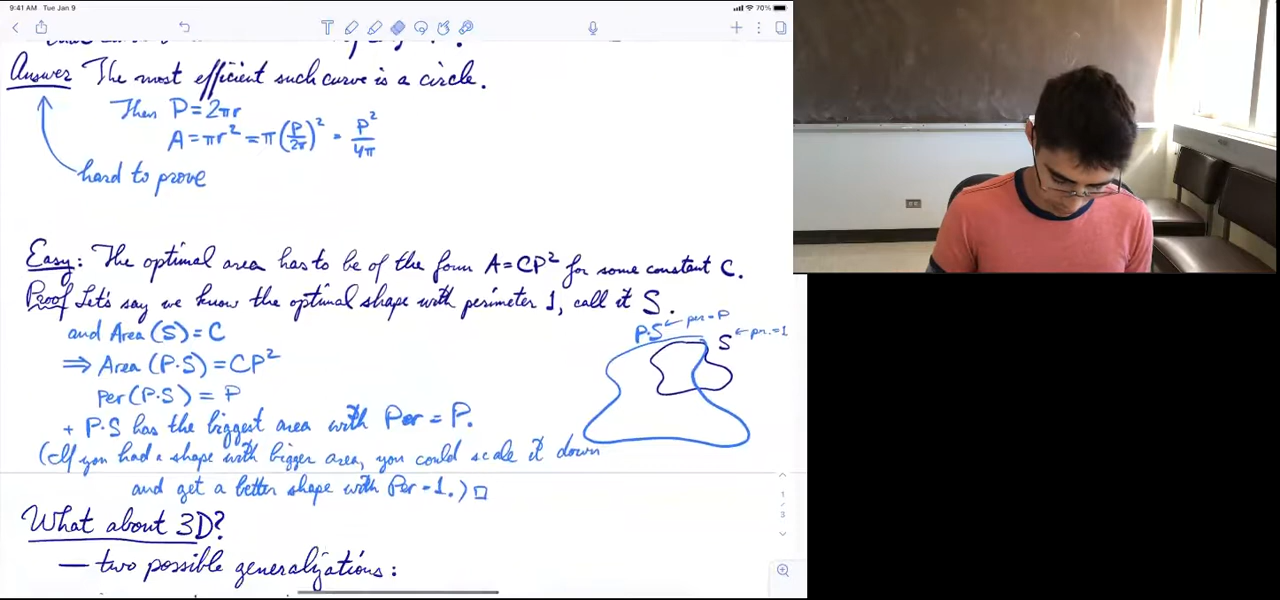 9:41 AM Tue Jan 9
70%
Answer The most efficient such curve is a circle.
Then P=2πr
A=πr²=π(P/2π)²=P²/4π
hard to prove
Easy: The optimal area has to be of the form A=CP² for some constant C.
Proof Let's say we know the optimal shape with perimeter 1, call it S.
and Area(S)=C
⇒ Area(P·S)=CP²
Per(P·S)=P
+ P·S has the biggest area with Per=P.
(If you had a shape with bigger area, you could scale it down
and get a better shape with Per=1.) □
P·S ← per=P
S ← per.=1
What about 3D?
— two possible generalizations:
1
/
3